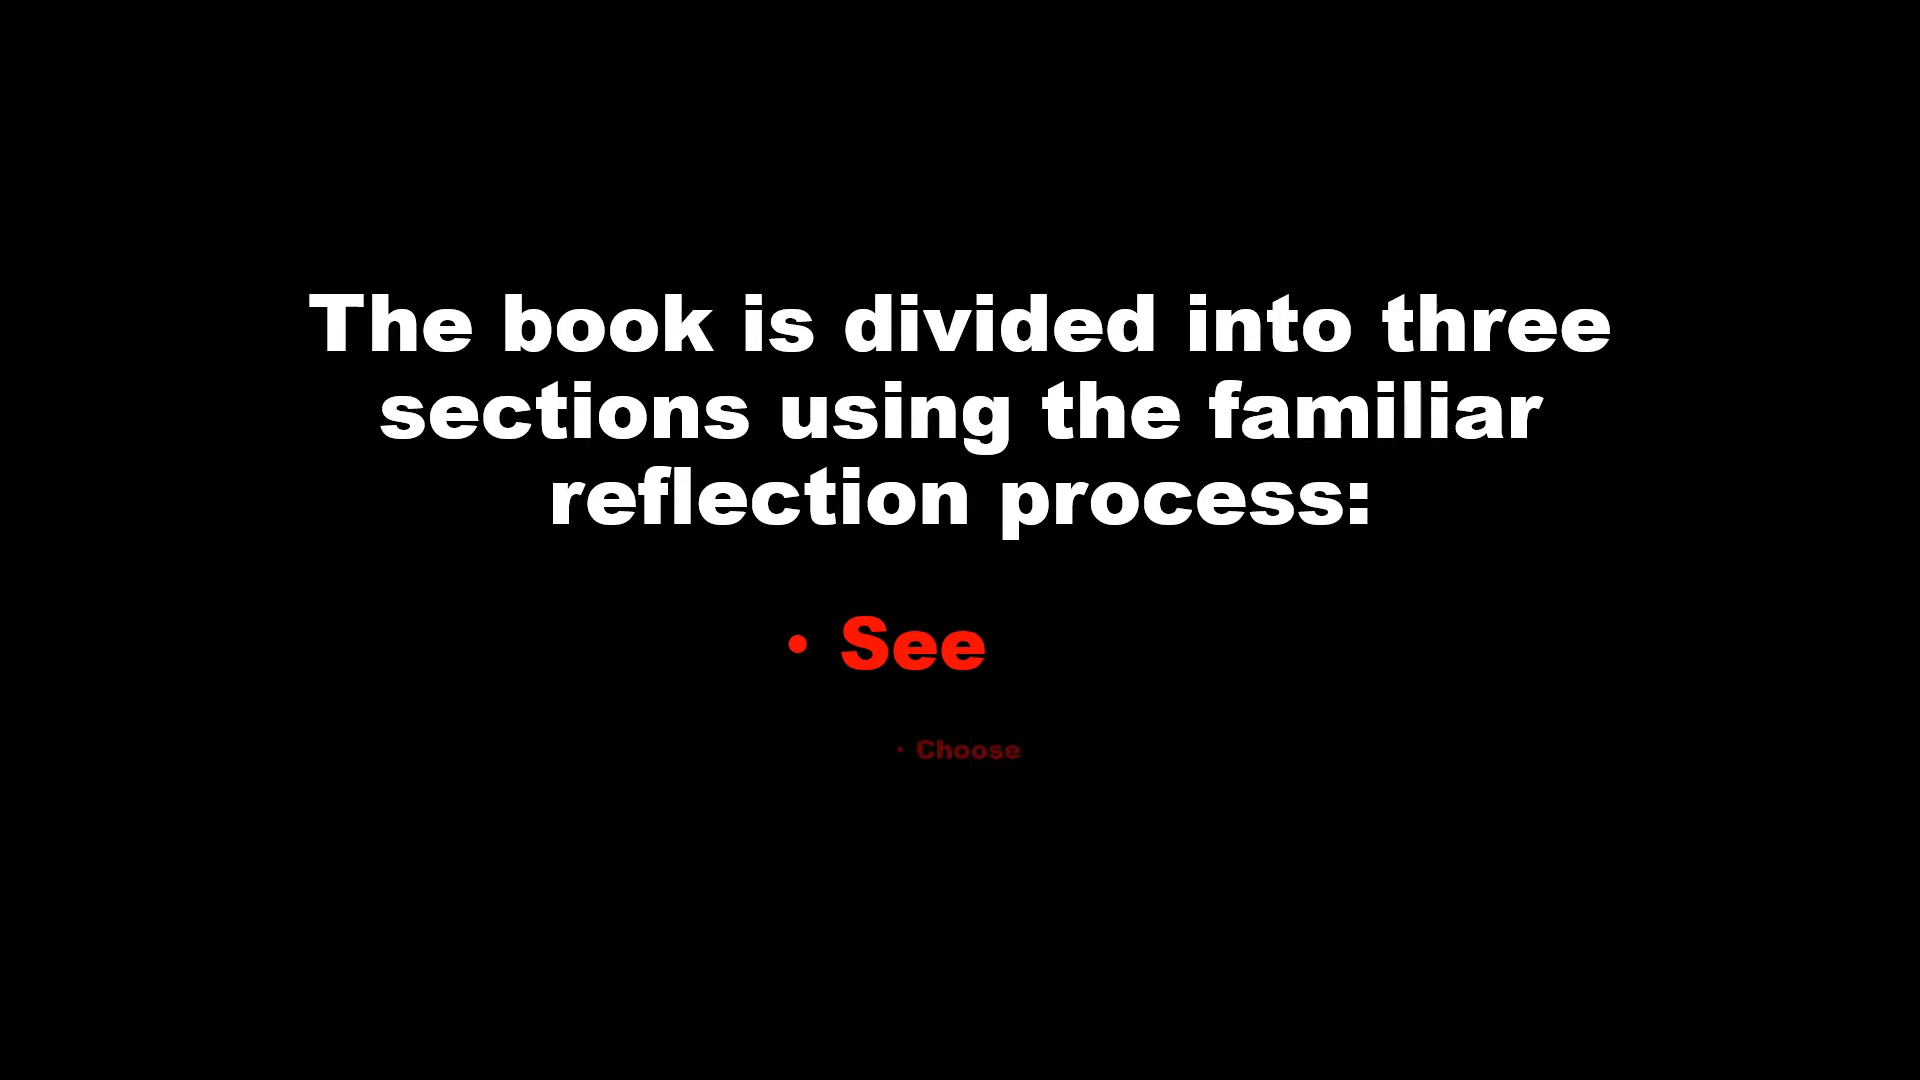 The book is divided into three
sections using the familiar
reflection process:
• See
• Choose